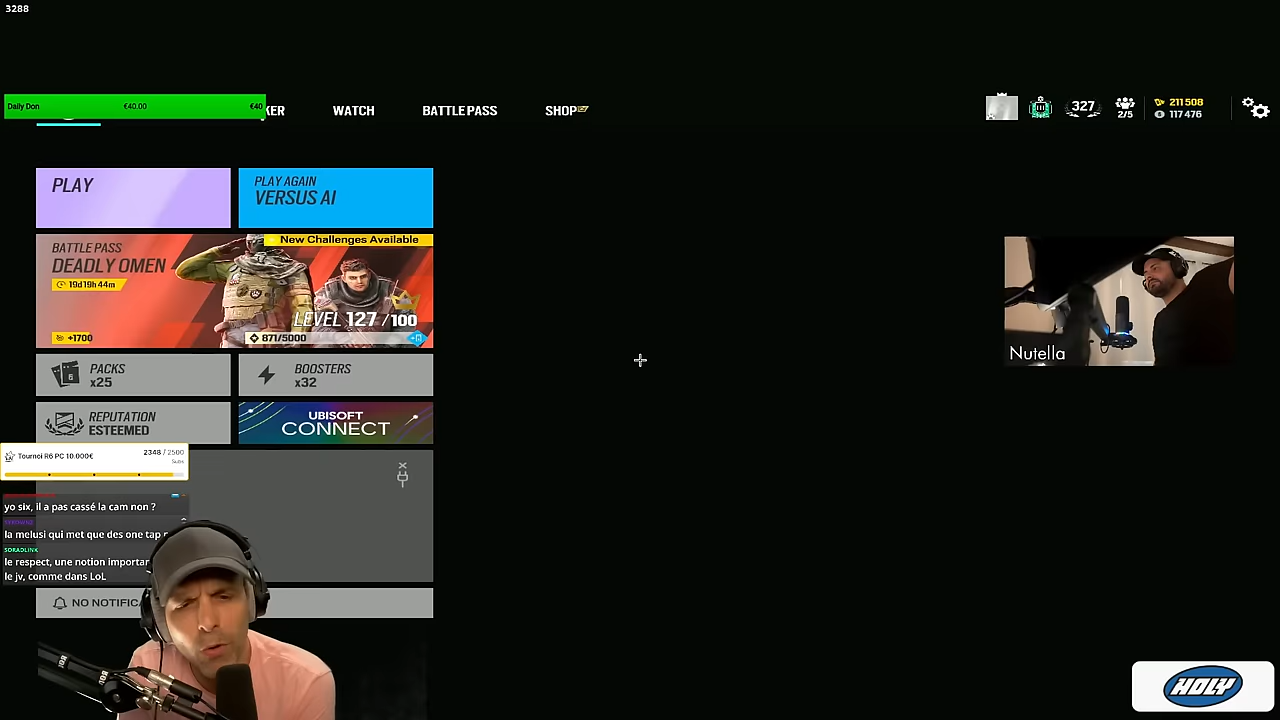 3288
Daily Don €40.00 €40
KER WATCH BATTLE PASS SHOP
327 2/5 211 508
117 476
PLAY
PLAY AGAIN
VERSUS AI
New Challenges Available
BATTLE PASS
DEADLY OMEN
19d 19h 44m
LEVEL 127 / 100
+1700
871/5000
PACKS
x25
BOOSTERS
x32
REPUTATION
ESTEEMED
UBISOFT
CONNECT
Tournoi R6 PC 10.000€ 2348 / 2500
Subs
yo six, il a pas cassé la cam non ?
la melusi qui met que des one tap
SORADLINK
le respect, une notion importan
le jv, comme dans LoL
NO NOTIFICA
Nutella
HOLY